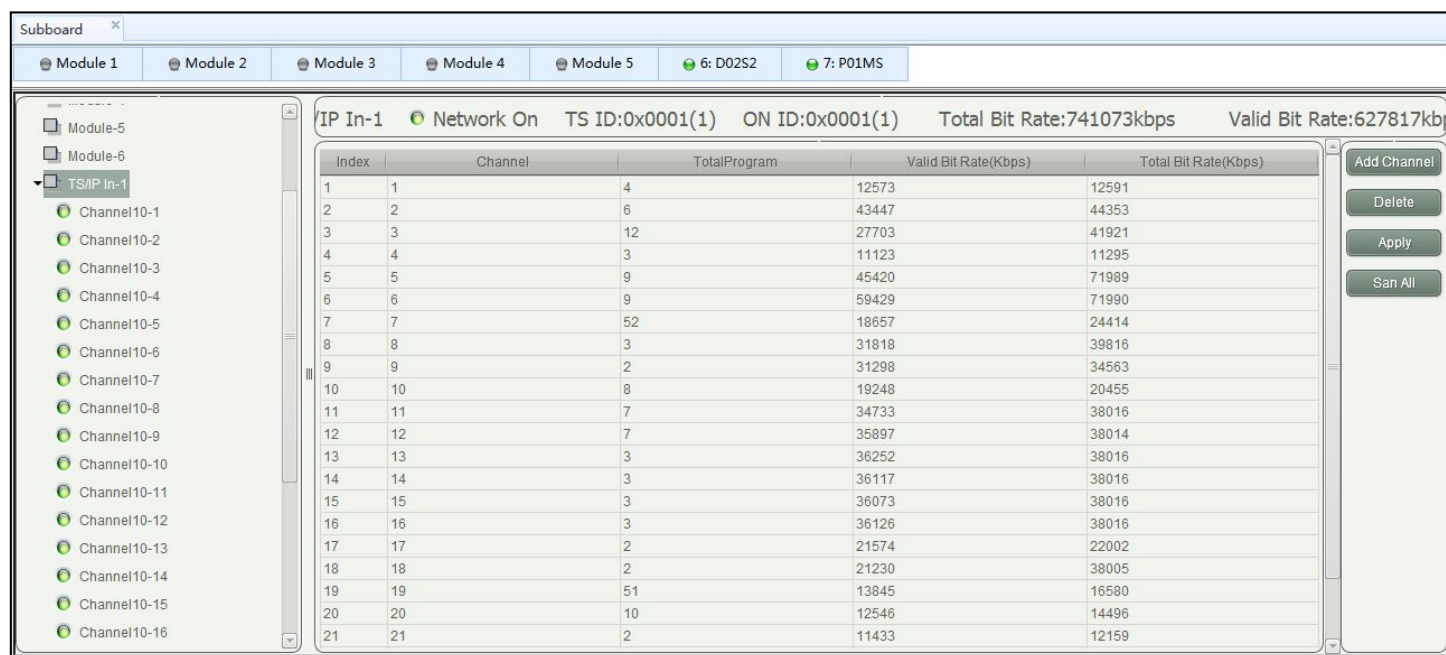 Subboard
Module 1 Module 2 Module 3 Module 4 Module 5 6: D02S2 7: P01MS
Module-5
Module-6
TS/IP In-1
Channel10-1
Channel10-2
Channel10-3
Channel10-4
Channel10-5
Channel10-6
Channel10-7
Channel10-8
Channel10-9
Channel10-10
Channel10-11
Channel10-12
Channel10-13
Channel10-14
Channel10-15
Channel10-16
/IP In-1 Network On TS ID:0x0001(1) ON ID:0x0001(1) Total Bit Rate:741073kbps Valid Bit Rate:627817kbp
Index Channel TotalProgram Valid Bit Rate(Kbps) Total Bit Rate(Kbps)
1 1 4 12573 12591
2 2 6 43447 44353
3 3 12 27703 41921
4 4 3 11123 11295
5 5 9 45420 71989
6 6 9 59429 71990
7 7 52 18657 24414
8 8 3 31818 39816
9 9 2 31298 34563
10 10 8 19248 20455
11 11 7 34733 38016
12 12 7 35897 38014
13 13 3 36252 38016
14 14 3 36117 38016
15 15 3 36073 38016
16 16 3 36126 38016
17 17 2 21574 22002
18 18 2 21230 38005
19 19 51 13845 16580
20 20 10 12546 14496
21 21 2 11433 12159
Add Channel
Delete
Apply
San All